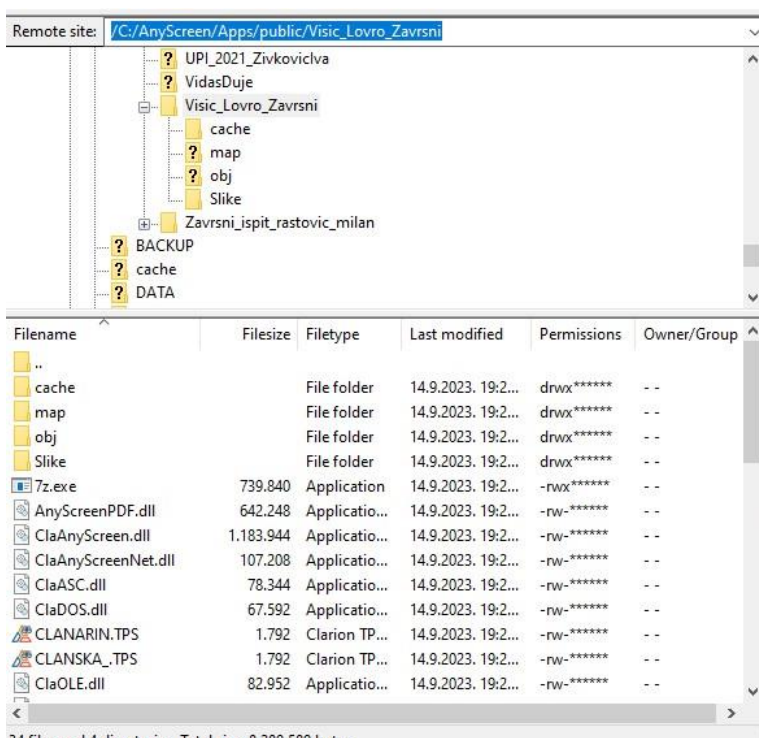 Remote site: /C:/AnyScreen/Apps/public/Visic_Lovro_Zavrsni
UPI_2021_ZivkovicIva
VidasDuje
Visic_Lovro_Zavrsni
cache
map
obj
Slike
Zavrsni_ispit_rastovic_milan
BACKUP
cache
DATA
Filename Filesize Filetype Last modified Permissions Owner/Group
..
cache File folder 14.9.2023. 19:2... drwx****** - -
map File folder 14.9.2023. 19:2... drwx****** - -
obj File folder 14.9.2023. 19:2... drwx****** - -
Slike File folder 14.9.2023. 19:2... drwx****** - -
7z.exe 739.840 Application 14.9.2023. 19:2... -rwx****** - -
AnyScreenPDF.dll 642.248 Applicatio... 14.9.2023. 19:2... -rw-****** - -
ClaAnyScreen.dll 1.183.944 Applicatio... 14.9.2023. 19:2... -rw-****** - -
ClaAnyScreenNet.dll 107.208 Applicatio... 14.9.2023. 19:2... -rw-****** - -
ClaASC.dll 78.344 Applicatio... 14.9.2023. 19:2... -rw-****** - -
ClaDOS.dll 67.592 Applicatio... 14.9.2023. 19:2... -rw-****** - -
CLANARIN.TPS 1.792 Clarion TP... 14.9.2023. 19:2... -rw-****** - -
CLANSKA_.TPS 1.792 Clarion TP... 14.9.2023. 19:2... -rw-****** - -
ClaOLE.dll 82.952 Applicatio... 14.9.2023. 19:2... -rw-****** - -